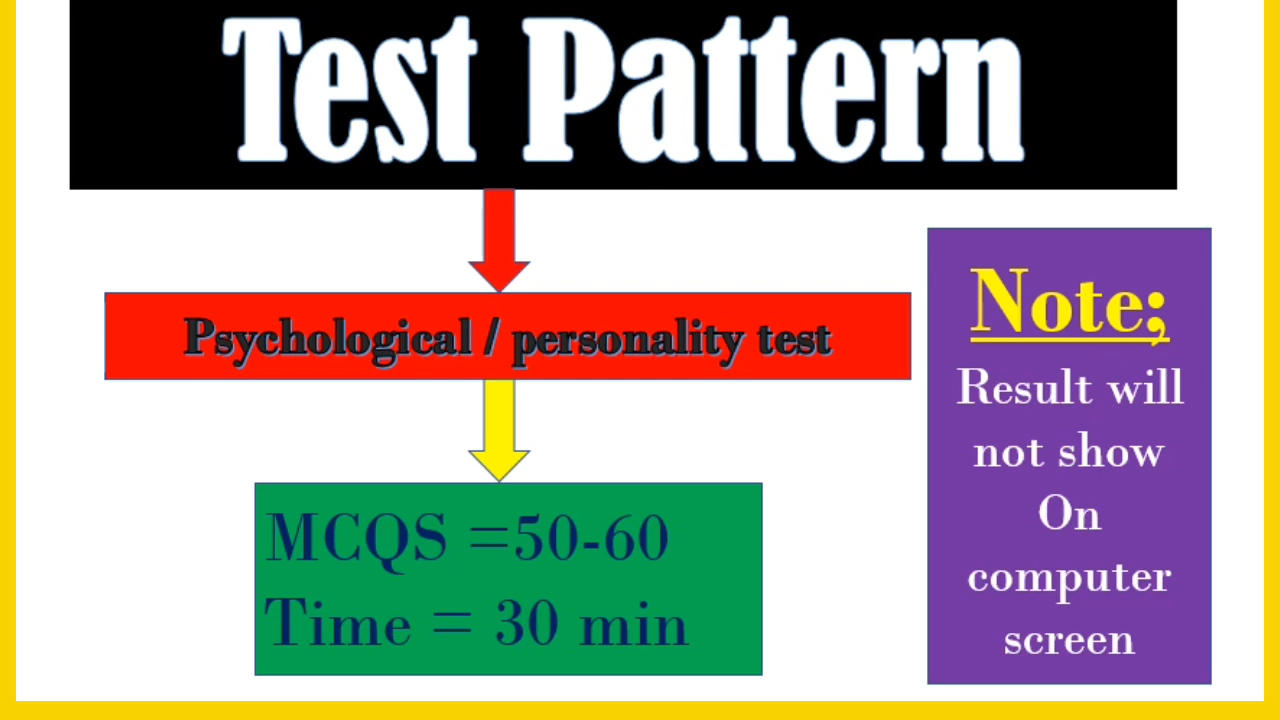 Test Pattern
Psychological / personality test
MCQS =50-60
Time = 30 min
Note;
Result will
not show
On
computer
screen